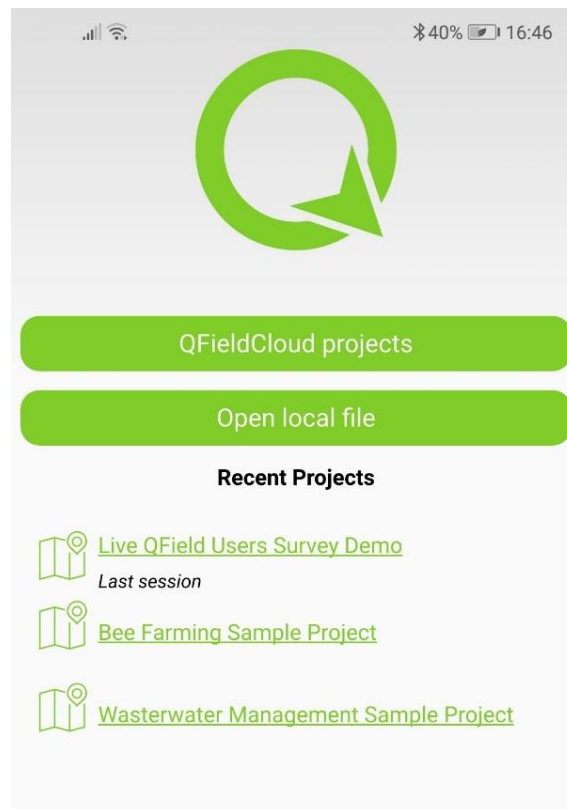 40% 16:46
QFieldCloud projects
Open local file
Recent Projects
Live QField Users Survey Demo
Last session
Bee Farming Sample Project
Wasterwater Management Sample Project